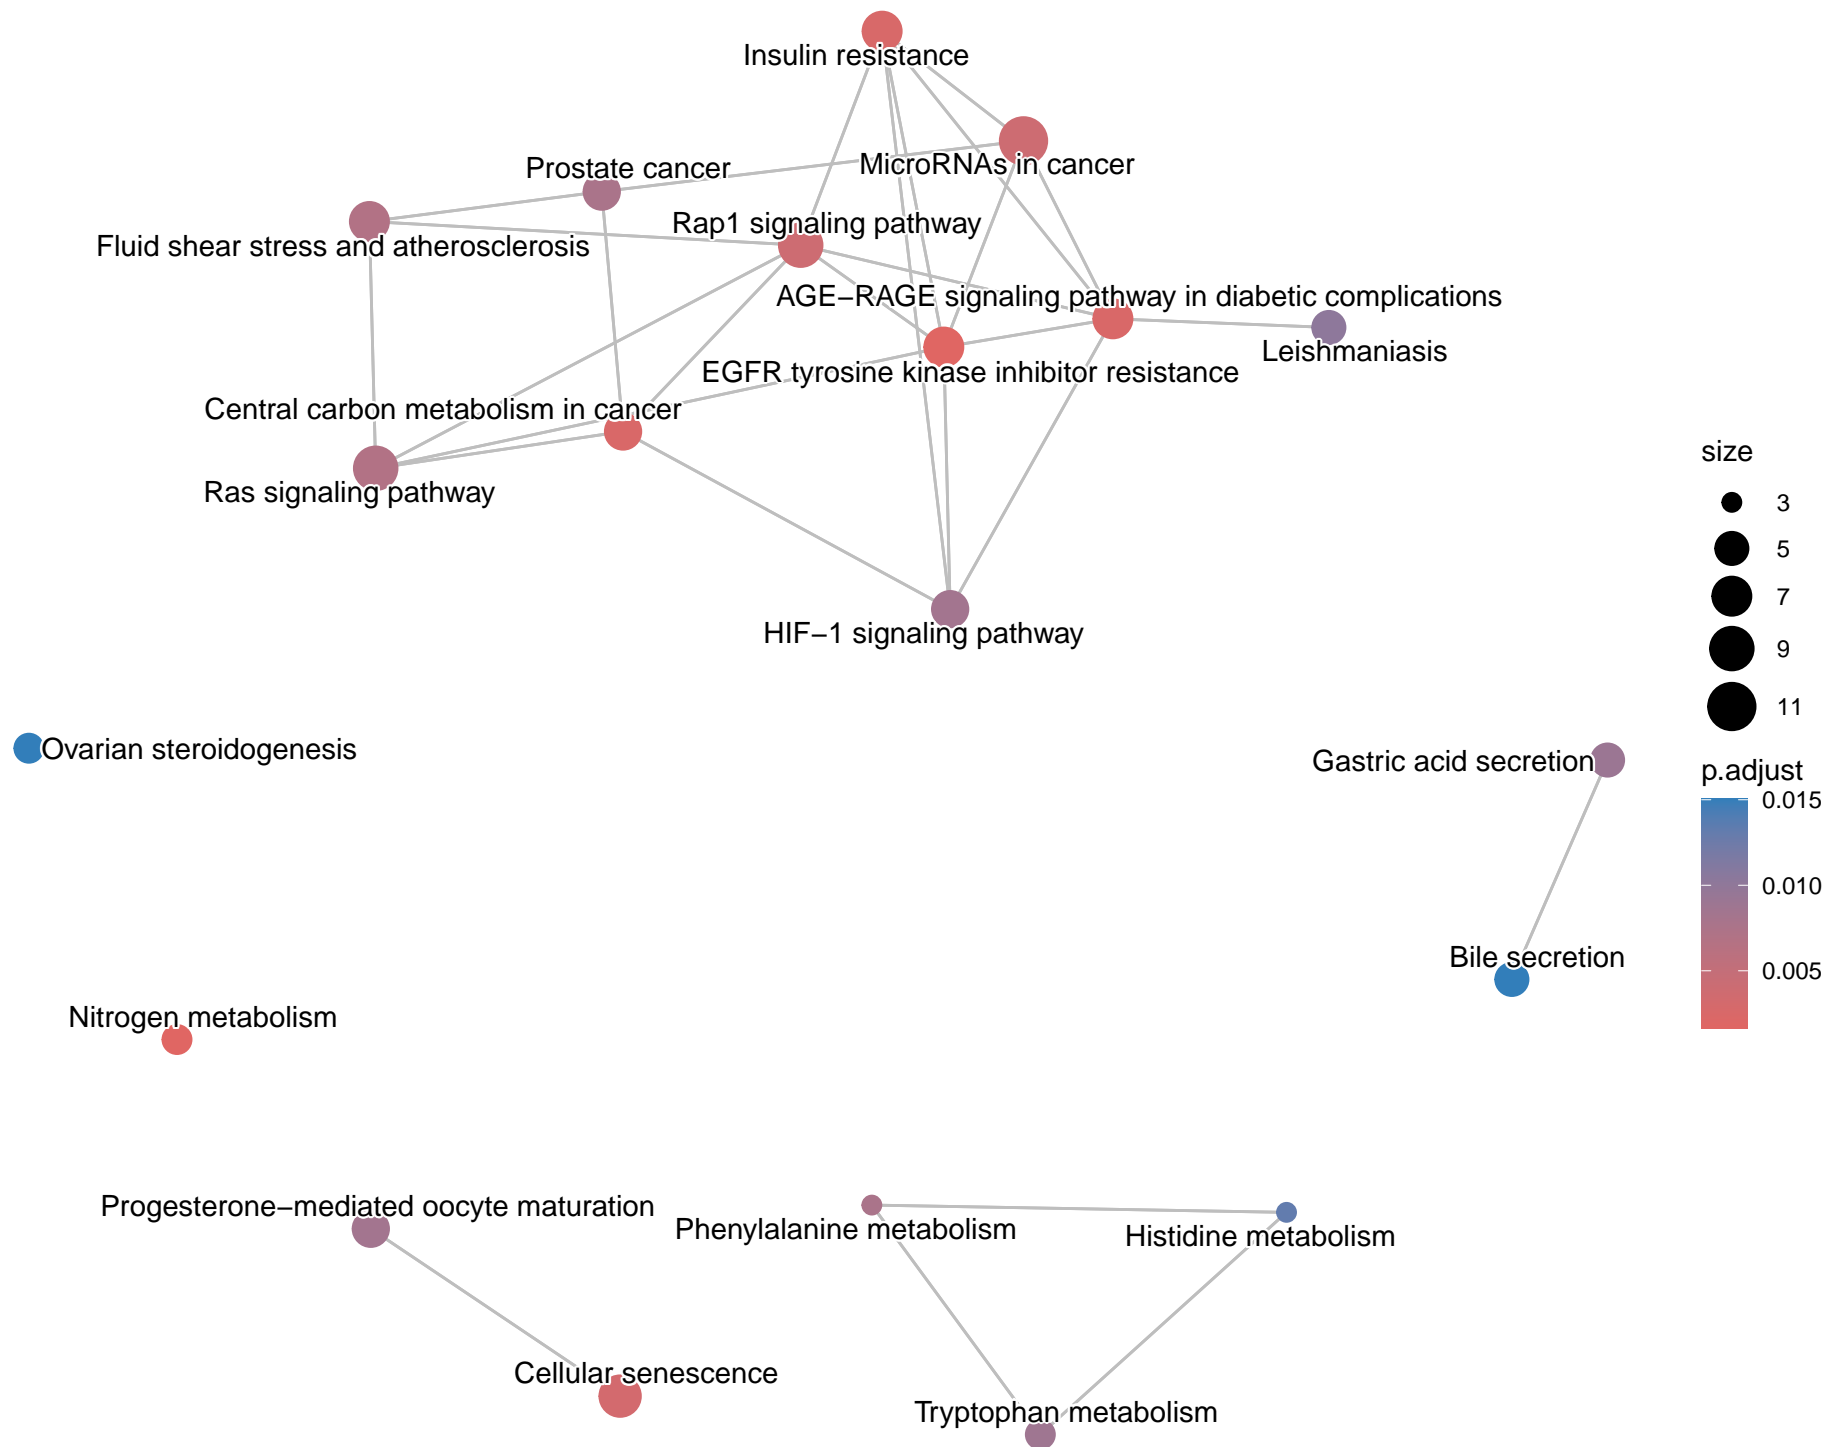 Insulin resistance
MicroRNAs in cancer
Prostate cancer
Rap1 signaling pathway
Fluid shear stress and atherosclerosis
AGE−RAGE signaling pathway in diabetic complications
Leishmaniasis
EGFR tyrosine kinase inhibitor resistance
Central carbon metabolism in cancer
Ras signaling pathway
HIF−1 signaling pathway
Ovarian steroidogenesis
Gastric acid secretion
Bile secretion
Nitrogen metabolism
Progesterone−mediated oocyte maturation
Phenylalanine metabolism
Histidine metabolism
Cellular senescence
Tryptophan metabolism
size
3
5
7
9
11
p.adjust
0.015
0.010
0.005